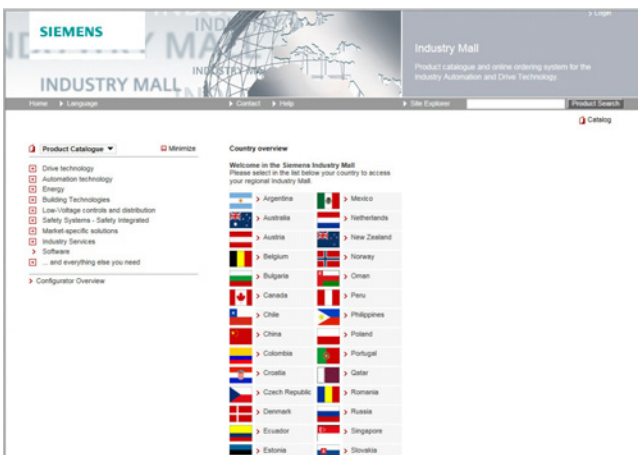 SIEMENS
INDUSTRY MALL
> Login
Industry Mall
Product catalogue and online ordering system for the
Industry Automation and Drive Technology.
Home > Language > Contact > Help > Site Explorer Product Search
Catalog
Product Catalogue Minimize
Drive technology
Automation technology
Energy
Building Technologies
Low-Voltage controls and distribution
Safety Systems - Safety Integrated
Market-specific solutions
Industry Services
> Software
... and everything else you need
> Configurator Overview
Country overview
Welcome in the Siemens Industry Mall
Please select in the list below your country to access
your regional Industry Mall.
> Argentina > Mexico
> Australia > Netherlands
> Austria > New Zealand
> Belgium > Norway
> Bulgaria > Oman
> Canada > Peru
> Chile > Philippines
> China > Poland
> Colombia > Portugal
> Croatia > Qatar
> Czech Republic > Romania
> Denmark > Russia
> Ecuador > Singapore
> Estonia > Slovakia